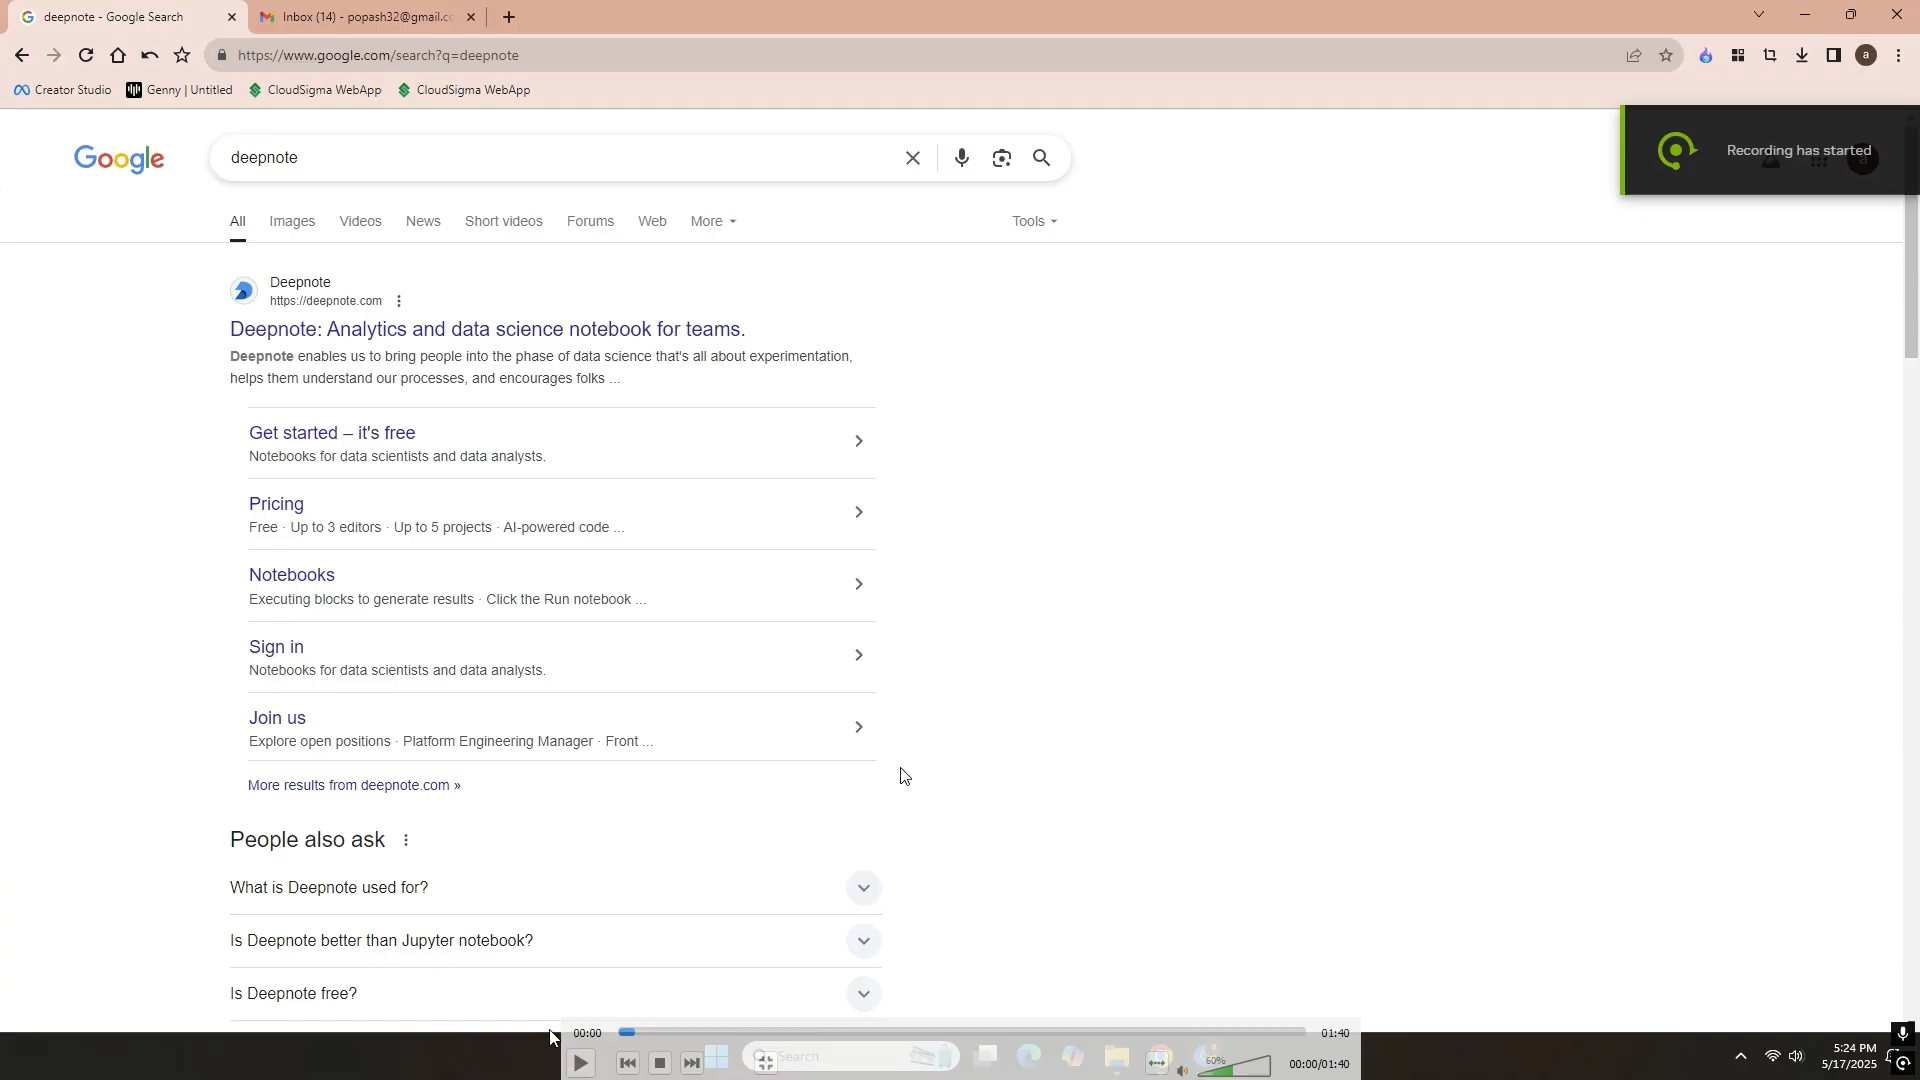 deepnote - Google Search
Inbox (14) - popash32@gmail.c
https://www.google.com/search?q=deepnote
a
Creator Studio
Genny | Untitled
CloudSigma WebApp
CloudSigma WebApp
Google
deepnote
Recording has started
All
Images
Videos
News
Short videos
Forums
Web
More
Tools
Deepnote
https://deepnote.com
Deepnote: Analytics and data science notebook for teams.
Deepnote enables us to bring people into the phase of data science that's all about experimentation,
helps them understand our processes, and encourages folks ...
Get started – it's free
Notebooks for data scientists and data analysts.
Pricing
Free · Up to 3 editors · Up to 5 projects · AI-powered code ...
Notebooks
Executing blocks to generate results · Click the Run notebook ...
Sign in
Notebooks for data scientists and data analysts.
Join us
Explore open positions · Platform Engineering Manager · Front ...
More results from deepnote.com »
People also ask
What is Deepnote used for?
Is Deepnote better than Jupyter notebook?
Is Deepnote free?
00:00
01:40
Search
60%
00:00/01:40
5:24 PM
5/17/2025